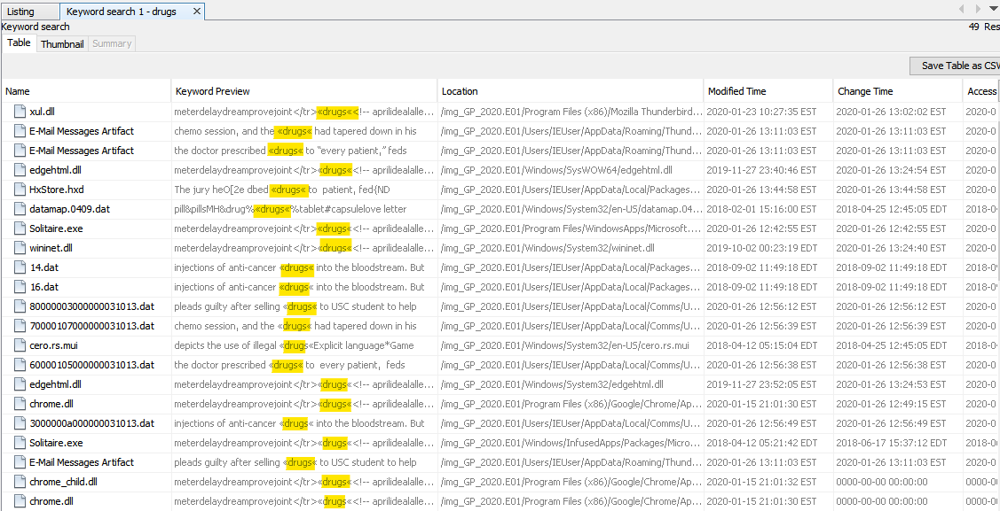 Listing Keyword search 1 - drugs
Keyword search 49 Res
Table Thumbnail Summary
Save Table as CSV
Name Keyword Preview Location Modified Time Change Time Access
xul.dll meterdelaydreamprovejoint</tr>«drugs«<!-- aprilidealalle... /img_GP_2020.E01/Program Files (x86)/Mozilla Thunderbird... 2020-01-23 10:27:35 EST 2020-01-26 13:02:02 EST 2020-0
E-Mail Messages Artifact chemo session, and the «drugs« had tapered down in his /img_GP_2020.E01/Users/IEUser/AppData/Roaming/Thund... 2020-01-26 13:11:03 EST 2020-01-26 13:11:03 EST 2020-0
E-Mail Messages Artifact the doctor prescribed «drugs« to “every patient,” feds /img_GP_2020.E01/Users/IEUser/AppData/Roaming/Thund... 2020-01-26 13:11:03 EST 2020-01-26 13:11:03 EST 2020-0
edgehtml.dll meterdelaydreamprovejoint</tr>«drugs«<!-- aprilidealalle... /img_GP_2020.E01/Windows/SysWOW64/edgehtml.dll 2019-11-27 23:40:46 EST 2020-01-26 13:24:54 EST 2020-0
HxStore.hxd The jury heO[2e dbed «drugs« to patient, fed{ND /img_GP_2020.E01/Users/IEUser/AppData/Local/Packages... 2020-01-26 13:44:58 EST 2020-01-26 13:44:58 EST 2020-0
datamap.0409.dat pill&pillsMH&drug%«drugs«%tablet#capsulelove letter /img_GP_2020.E01/Windows/System32/en-US/datamap.04... 2018-02-01 15:16:00 EST 2018-04-25 12:45:05 EDT 2018-0
Solitaire.exe meterdelaydreamprovejoint</tr>«drugs«<!-- aprilidealalle... /img_GP_2020.E01/Program Files/WindowsApps/Microsoft.... 2020-01-26 12:42:55 EST 2020-01-26 12:42:55 EST 2020-0
wininet.dll meterdelaydreamprovejoint</tr>«drugs«<!-- aprilidealalle... /img_GP_2020.E01/Windows/System32/wininet.dll 2019-10-02 00:23:19 EDT 2020-01-26 13:24:40 EST 2020-0
14.dat injections of anti-cancer «drugs« into the bloodstream. But /img_GP_2020.E01/Users/IEUser/AppData/Local/Packages... 2018-09-02 11:49:18 EDT 2018-09-02 11:49:18 EDT 2018-0
16.dat injections of anti-cancer «drugs« into the bloodstream. But /img_GP_2020.E01/Users/IEUser/AppData/Local/Packages... 2018-09-02 11:49:18 EDT 2018-09-02 11:49:18 EDT 2018-0
80000003000000031013.dat pleads guilty after selling «drugs« to USC student to help /img_GP_2020.E01/Users/IEUser/AppData/Local/Comms/U... 2020-01-26 12:56:12 EST 2020-01-26 12:56:12 EST 2020-0
70000107000000031013.dat chemo session, and the «drugs« had tapered down in his /img_GP_2020.E01/Users/IEUser/AppData/Local/Comms/U... 2020-01-26 12:56:39 EST 2020-01-26 12:56:39 EST 2020-0
cero.rs.mui depicts the use of illegal «drugs«Explicit language*Game /img_GP_2020.E01/Windows/System32/en-US/cero.rs.mui 2018-04-12 05:15:04 EDT 2018-04-25 12:45:05 EDT 2018-0
60000105000000031013.dat the doctor prescribed «drugs« to every patient, feds /img_GP_2020.E01/Users/IEUser/AppData/Local/Comms/U... 2020-01-26 12:56:38 EST 2020-01-26 12:56:38 EST 2020-0
edgehtml.dll meterdelaydreamprovejoint</tr>«drugs«<!-- aprilidealalle... /img_GP_2020.E01/Windows/System32/edgehtml.dll 2019-11-27 23:52:05 EST 2020-01-26 13:24:53 EST 2020-0
chrome.dll meterdelaydreamprovejoint</tr>«drugs«<!-- aprilidealalle... /img_GP_2020.E01/Program Files (x86)/Google/Chrome/Ap... 2020-01-15 21:01:30 EST 2020-01-26 12:49:15 EST 2020-0
3000000a000000031013.dat injections of anti-cancer «drugs« into the bloodstream. But /img_GP_2020.E01/Users/IEUser/AppData/Local/Comms/U... 2020-01-26 12:56:49 EST 2020-01-26 12:56:49 EST 2020-0
Solitaire.exe meterdelaydreamprovejoint</tr>«drugs«<!-- aprilidealalle... /img_GP_2020.E01/Windows/InfusedApps/Packages/Micro... 2018-04-12 05:21:42 EDT 2018-06-17 15:37:12 EDT 2018-0
E-Mail Messages Artifact pleads guilty after selling «drugs« to USC student to help /img_GP_2020.E01/Users/IEUser/AppData/Roaming/Thund... 2020-01-26 13:11:03 EST 2020-01-26 13:11:03 EST 2020-0
chrome_child.dll meterdelaydreamprovejoint</tr>«drugs«<!-- aprilidealalle... /img_GP_2020.E01/Program Files (x86)/Google/Chrome/Ap... 2020-01-15 21:01:32 EST 0000-00-00 00:00:00 0000-0
chrome.dll meterdelaydreamprovejoint</tr>«drugs«<!-- aprilidealalle... /img_GP_2020.E01/Program Files (x86)/Google/Chrome/Ap... 2020-01-15 21:01:30 EST 0000-00-00 00:00:00 0000-0